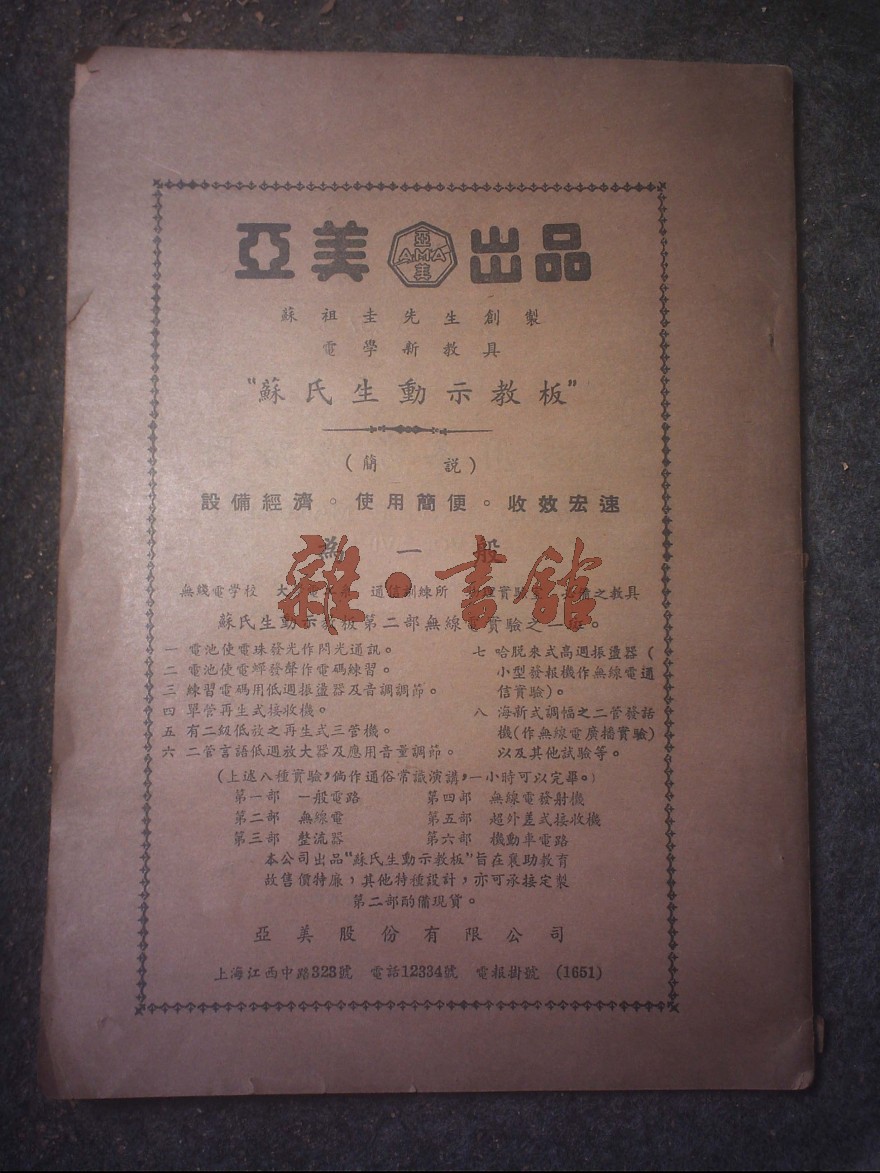 亞美 亞AMA美 出品
蘇祖圭先生創製
電學新教具
"蘇氏生動示教板"
(簡 說)
設備經濟。使用簡便。收效宏速
為一般
雜·書館
無綫電學校 大 通信訓練所 實驗室 必備之教具
蘇氏生動示教板第二部無線電實驗之一班。
一 電池使電珠發光作閃光通訊。
二 電池使電蟬發聲作電碼練習。
三 練習電碼用低週振盪器及音調調節。
四 單管再生式接收機。
五 有二級低放之再生式三管機。
六 二管言語低週放大器及應用音量調節。
七 哈脫來式高週振盪器(
小型發報機作無線電通
信實驗)。
八 海新式調幅之二管發話
機(作無線電廣播實驗)
以及其他試驗等。
(上述八種實驗,倘作通俗常識演講,一小時可以完畢。)
第一部 一般電路 第四部 無線電發射機
第二部 無線電 第五部 超外差式接收機
第三部 整流器 第六部 機動車電路
本公司出品"蘇氏生動示教板"旨在襄助教育
故售價特廉,其他特種設計,亦可承接定製
第二部酌備現貨。
亞美股份有限公司
上海江西中路323號 電話12334號 電報掛號 (1651)